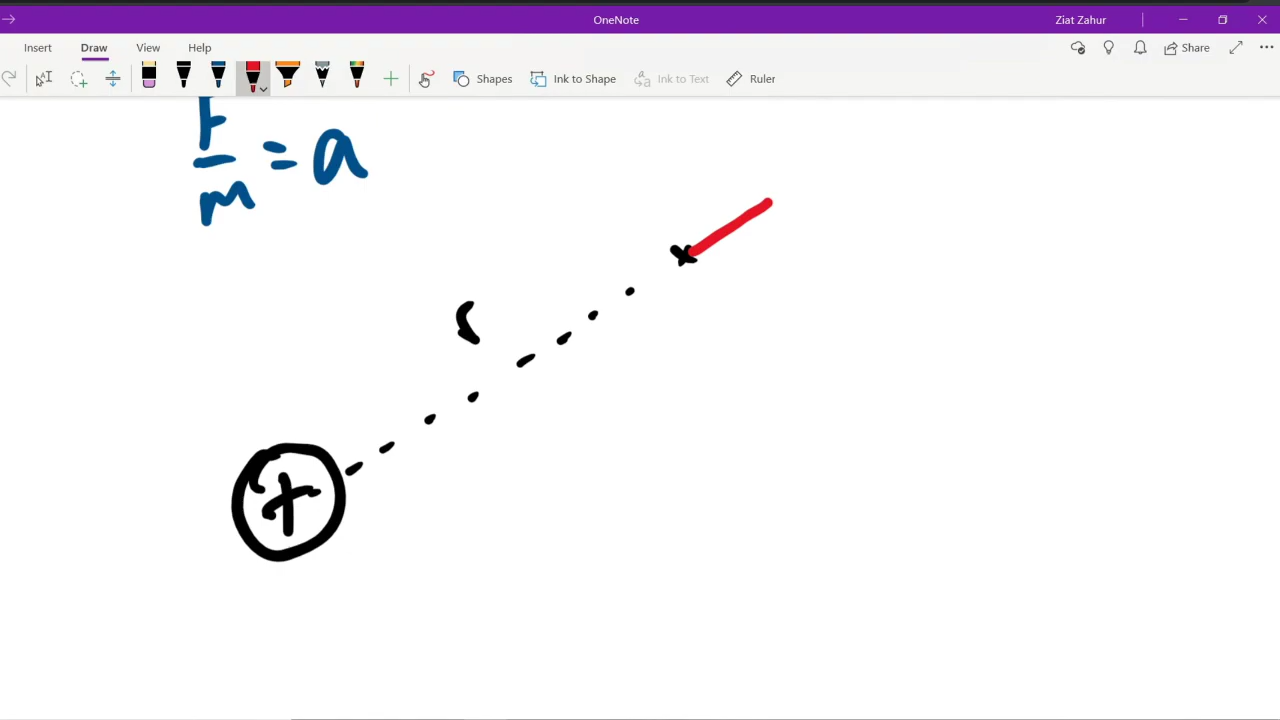 OneNote
Ziat Zahur
Insert Draw View Help
Share
Shapes Ink to Shape Ink to Text Ruler
F
m = a
r
+